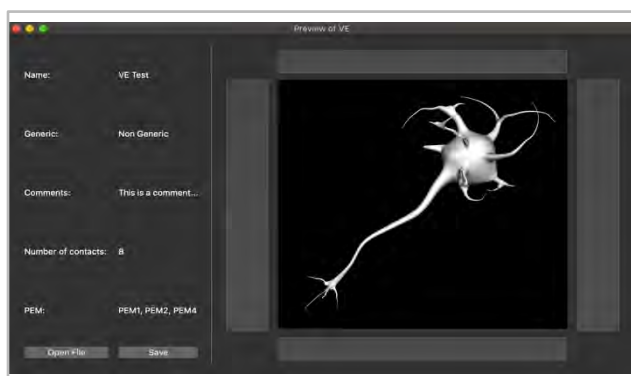 Preview of VE
Name: VE Test
Generic: Non Generic
Comments: This is a comment...
Number of contacts: 8
PEM: PEM1, PEM2, PEM4
Open File Save